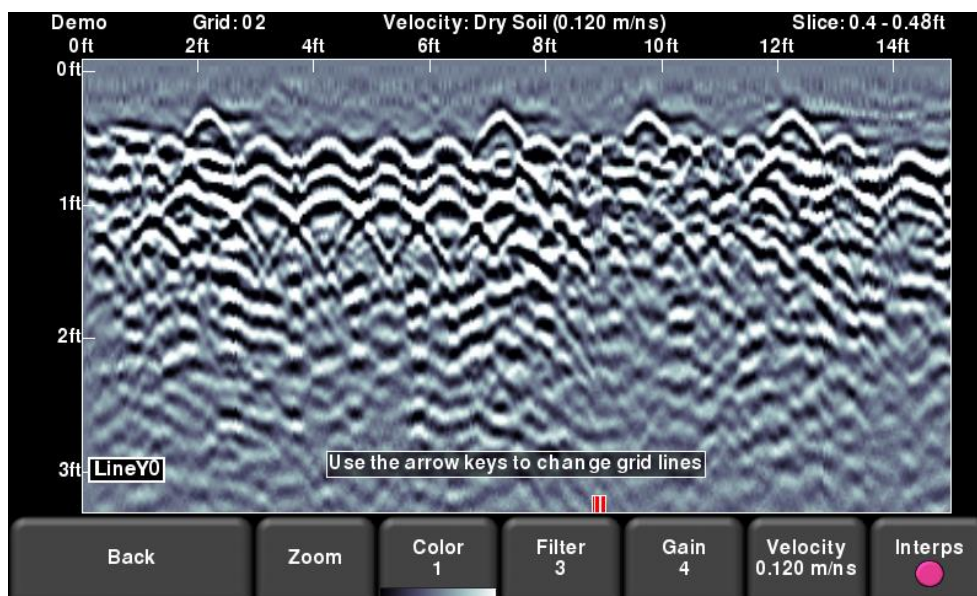 Demo Grid: 02 Velocity: Dry Soil (0.120 m/ns) Slice: 0.4 - 0.48ft
0ft 2ft 4ft 6ft 8ft 10ft 12ft 14ft
0ft
1ft
2ft
3ft
LineY0
Use the arrow keys to change grid lines
Back Zoom Color Filter Gain Velocity Interps
1 3 4 0.120 m/ns